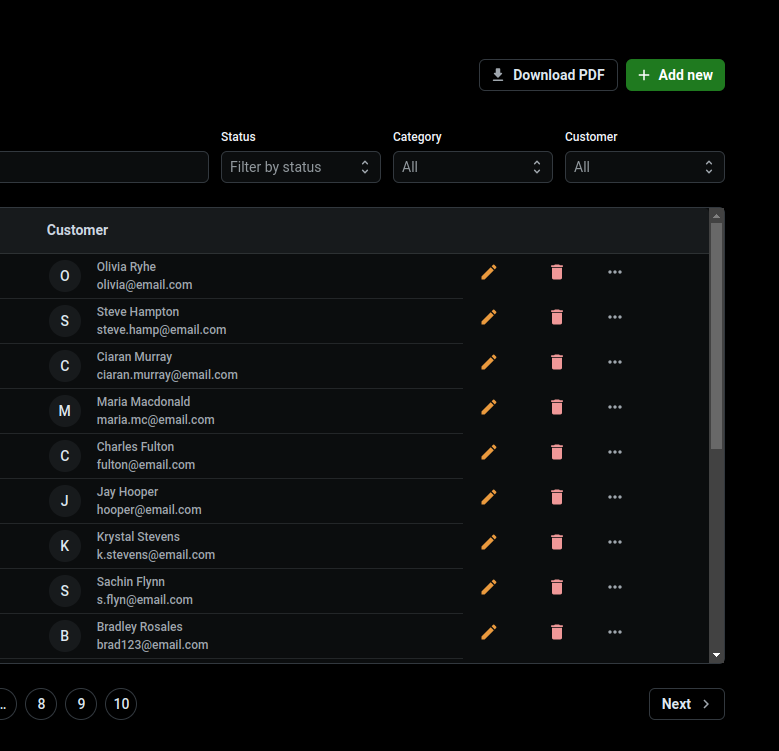 Download PDF
Add new
Status
Category
Customer
Filter by status
All
All
Customer
O
Olivia Ryhe
olivia@email.com
S
Steve Hampton
steve.hamp@email.com
C
Ciaran Murray
ciaran.murray@email.com
M
Maria Macdonald
maria.mc@email.com
C
Charles Fulton
fulton@email.com
J
Jay Hooper
hooper@email.com
K
Krystal Stevens
k.stevens@email.com
S
Sachin Flynn
s.flyn@email.com
B
Bradley Rosales
brad123@email.com
… 8 9 10
Next